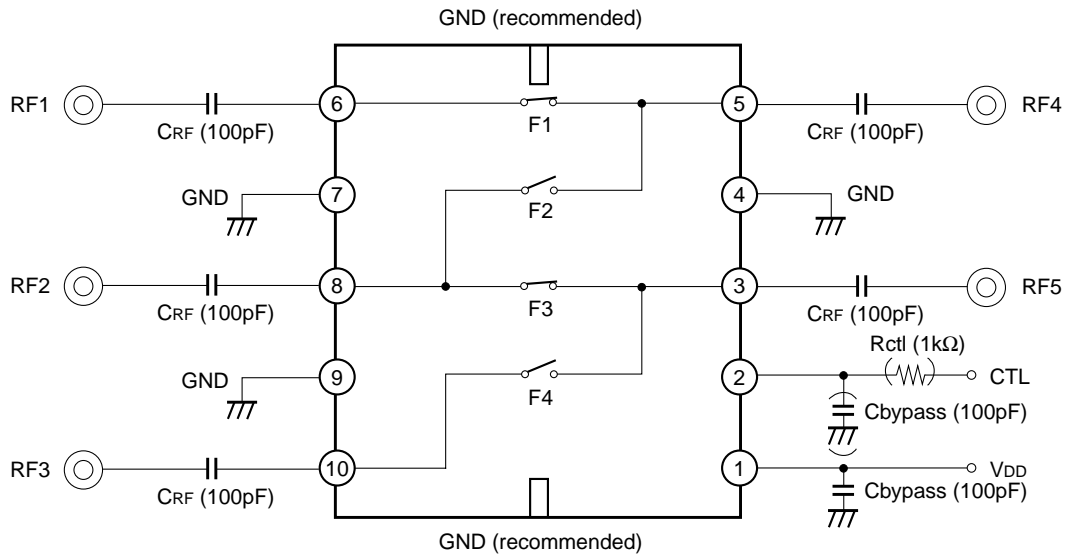 GND (recommended)
RF1
CRF (100pF)
6
F1
5
CRF (100pF)
RF4
GND
7
F2
4
GND
RF2
CRF (100pF)
8
F3
3
CRF (100pF)
RF5
Rctl (1kΩ)
GND
9
F4
2
CTL
Cbypass (100pF)
RF3
CRF (100pF)
10
1
VDD
Cbypass (100pF)
GND (recommended)